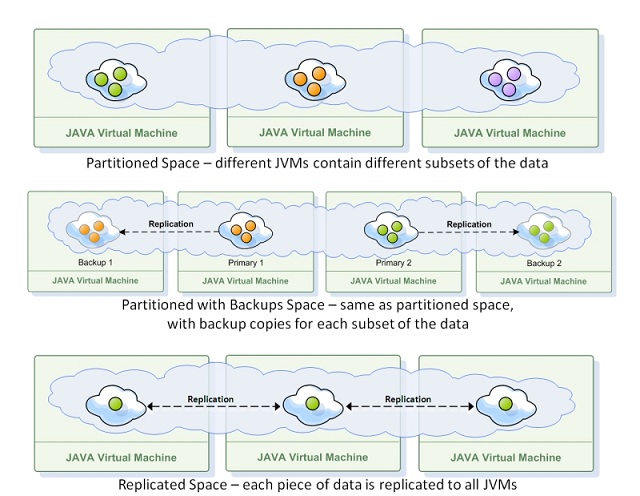 JAVA Virtual Machine JAVA Virtual Machine JAVA Virtual Machine
Partitioned Space – different JVMs contain different subsets of the data
Replication Replication
Backup 1 Primary 1 Primary 2 Backup 2
JAVA Virtual Machine JAVA Virtual Machine JAVA Virtual Machine JAVA Virtual Machine
Partitioned with Backups Space – same as partitioned space,
with backup copies for each subset of the data
Replication Replication
JAVA Virtual Machine JAVA Virtual Machine JAVA Virtual Machine
Replicated Space – each piece of data is replicated to all JVMs